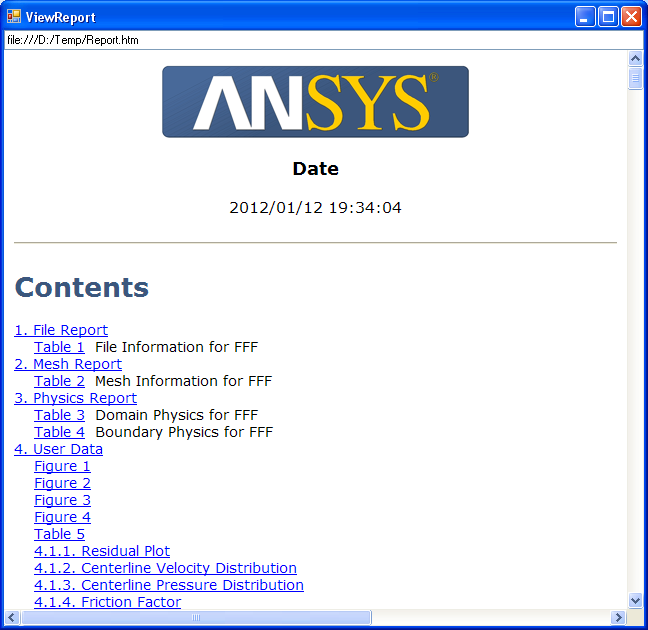 ViewReport
file:///D:/Temp/Report.htm
ANSYS®
Date
2012/01/12 19:34:04
Contents
1. File Report
Table 1 File Information for FFF
2. Mesh Report
Table 2 Mesh Information for FFF
3. Physics Report
Table 3 Domain Physics for FFF
Table 4 Boundary Physics for FFF
4. User Data
Figure 1
Figure 2
Figure 3
Figure 4
Table 5
4.1.1. Residual Plot
4.1.2. Centerline Velocity Distribution
4.1.3. Centerline Pressure Distribution
4.1.4. Friction Factor